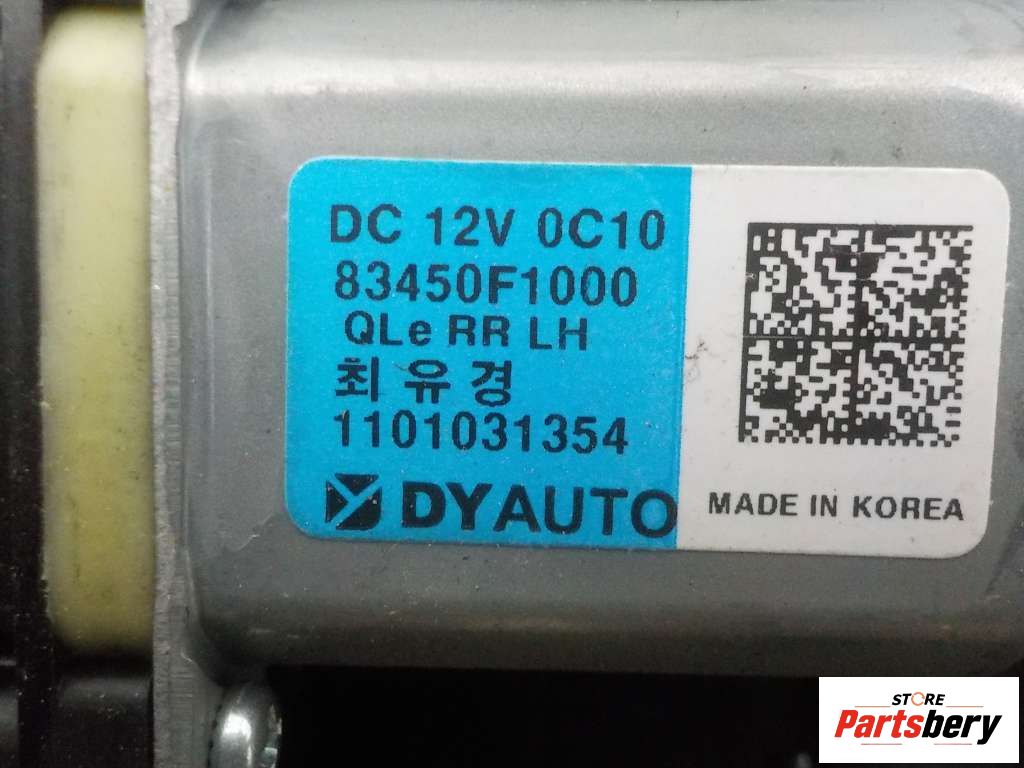 DC 12V 0C10
83450F1000
QLe RR LH
최유경
1101031354
DYAUTO
MADE IN KOREA
STORE
Partsbery